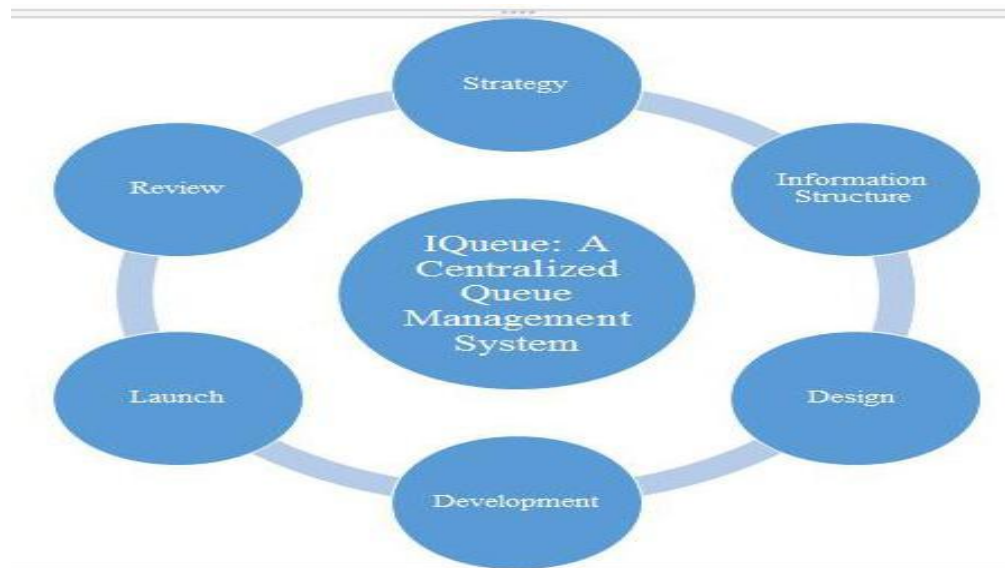 Strategy
Review
Information
Structure
IQueue: A
Centralized
Queue
Management
System
Launch
Design
Development